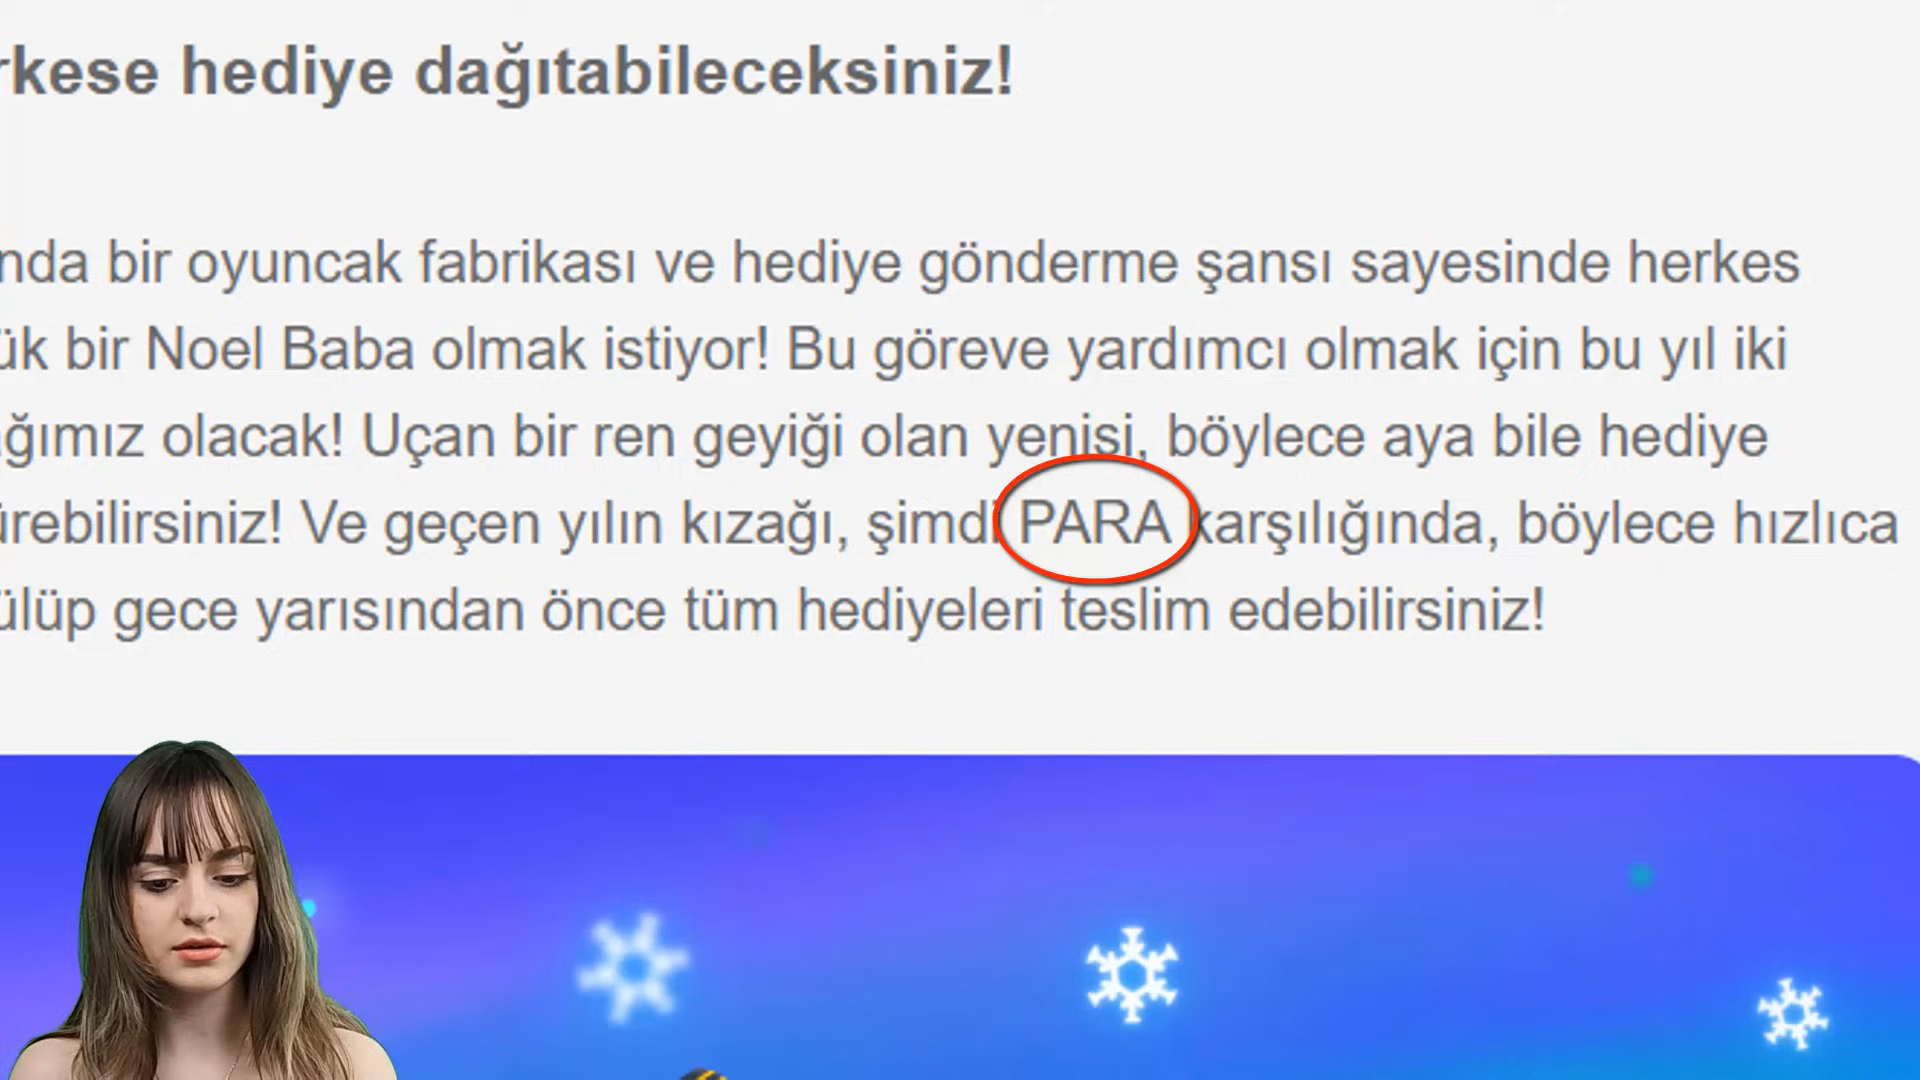 rkese hediye dağıtabileceksiniz!
nda bir oyuncak fabrikası ve hediye gönderme şansı sayesinde herkes
ük bir Noel Baba olmak istiyor! Bu göreve yardımcı olmak için bu yıl iki
ğımız olacak! Uçan bir ren geyiği olan yenisi, böylece aya bile hediye
ürebilirsiniz! Ve geçen yılın kızağı, şimdi PARA karşılığında, böylece hızlıca
ülüp gece yarısından önce tüm hediyeleri teslim edebilirsiniz!